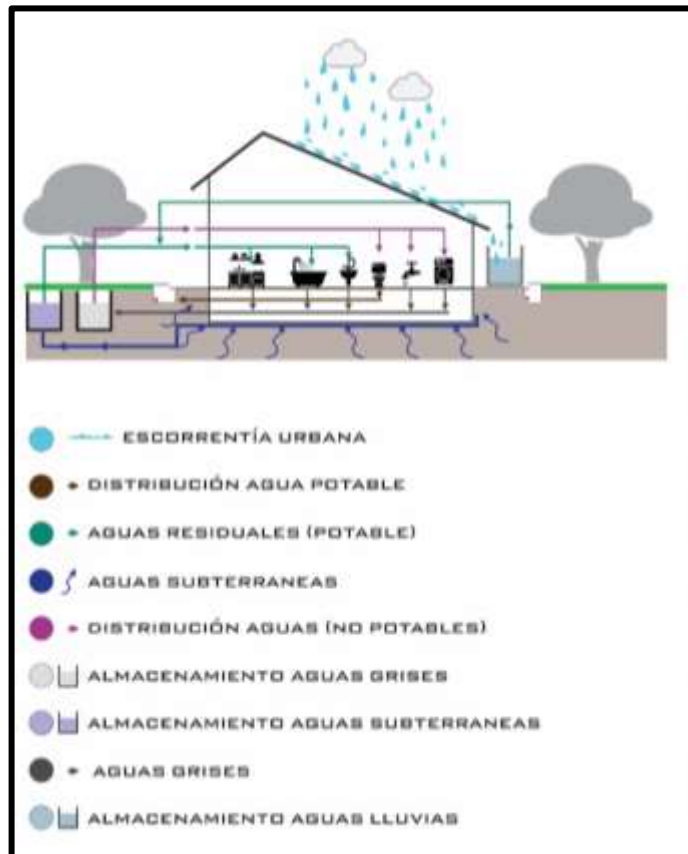 ESCORRENTÍA URBANA
DISTRIBUCIÓN AGUA POTABLE
AGUAS RESIDUALES (POTABLE)
AGUAS SUBTERRANEAS
DISTRIBUCIÓN AGUAS (NO POTABLES)
ALMACENAMIENTO AGUAS GRISES
ALMACENAMIENTO AGUAS SUBTERRANEAS
AGUAS GRISES
ALMACENAMIENTO AGUAS LLUVIAS